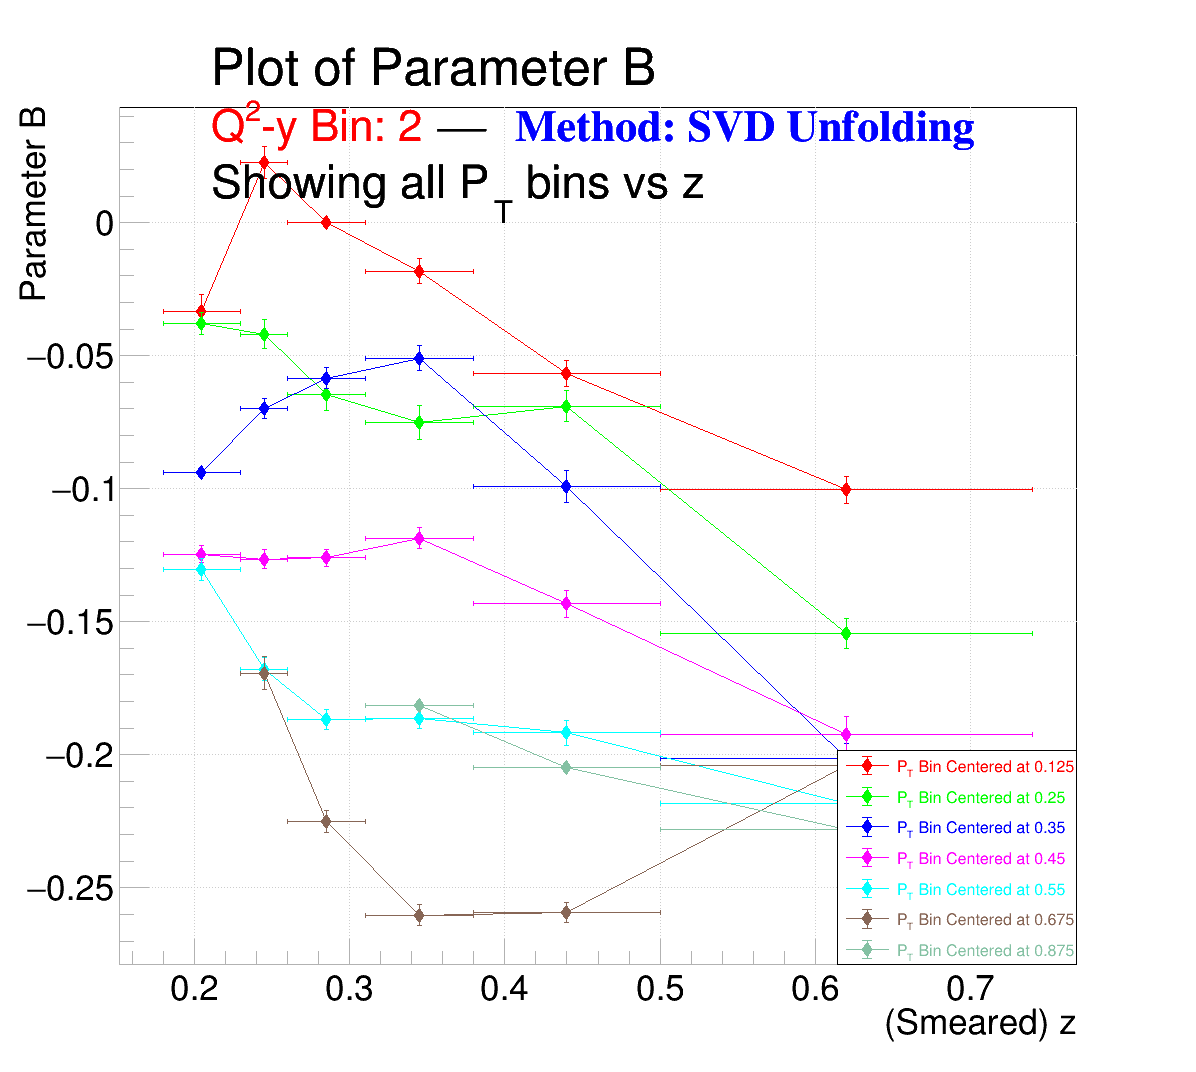 Plot of Parameter B
Q²-y Bin: 2 — Method: SVD Unfolding
Showing all P_T bins vs z
Parameter B
0
−0.05
−0.1
−0.15
−0.2
−0.25
P_T Bin Centered at 0.125
P_T Bin Centered at 0.25
P_T Bin Centered at 0.35
P_T Bin Centered at 0.45
P_T Bin Centered at 0.55
P_T Bin Centered at 0.675
P_T Bin Centered at 0.875
0.2 0.3 0.4 0.5 0.6 0.7
(Smeared) z